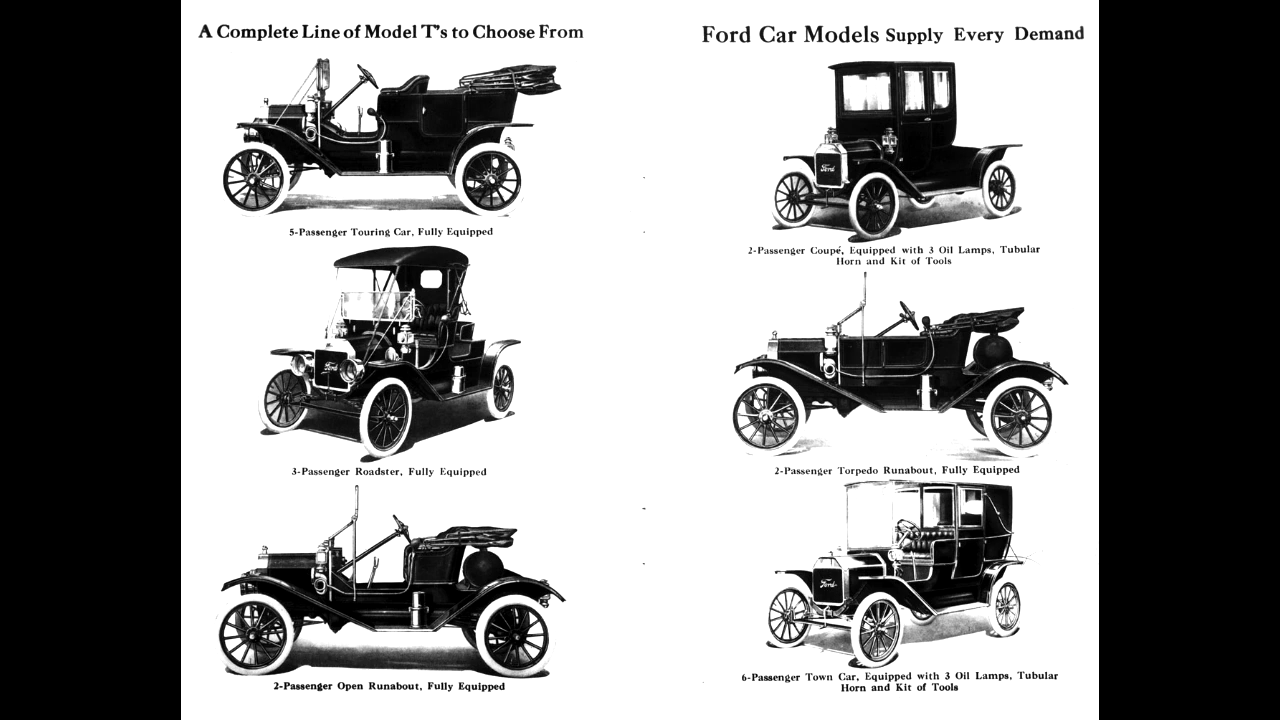 A Complete Line of Model T's to Choose From
5-Passenger Touring Car, Fully Equipped
Ford
3-Passenger Roadster, Fully Equipped
2-Passenger Open Runabout, Fully Equipped
Ford Car Models Supply Every Demand
Ford
2-Passenger Coupé, Equipped with 3 Oil Lamps, Tubular
Horn and Kit of Tools
2-Passenger Torpedo Runabout, Fully Equipped
Ford
6-Passenger Town Car, Equipped with 3 Oil Lamps, Tubular
Horn and Kit of Tools